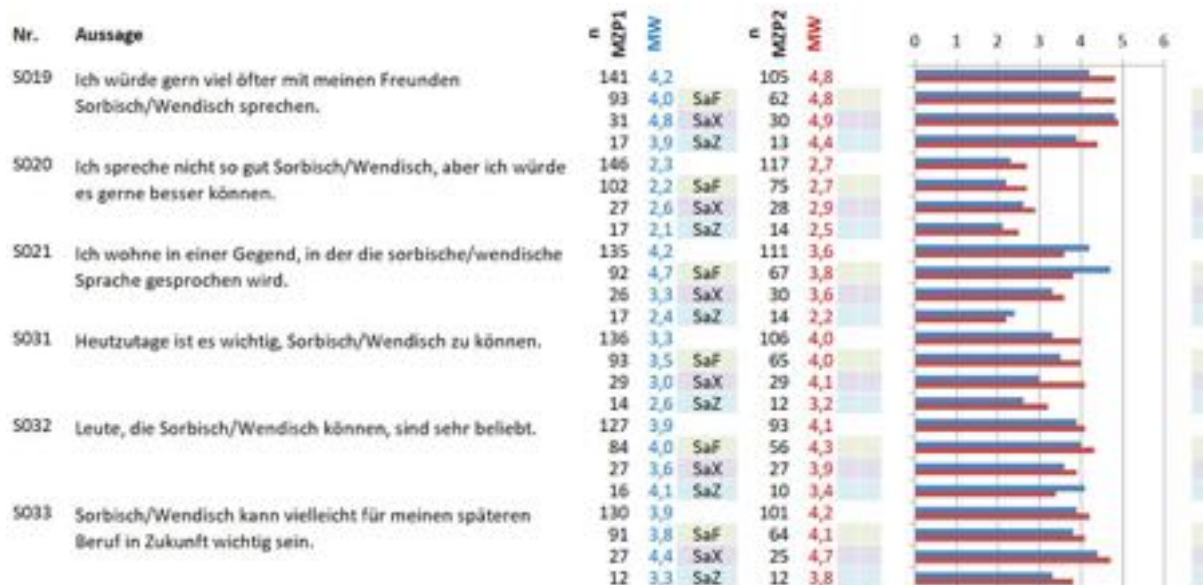 Nr. Aussage n MZP1 MW n MZP2 MW 0 1 2 3 4 5 6
S019 Ich würde gern viel öfter mit meinen Freunden 141 4,2 105 4,8
Sorbisch/Wendisch sprechen. 93 4,0 SaF 62 4,8
31 4,8 SaX 30 4,9
17 3,9 SaZ 13 4,4
S020 Ich spreche nicht so gut Sorbisch/Wendisch, aber ich würde 146 2,3 117 2,7
es gerne besser können. 102 2,2 SaF 75 2,7
27 2,6 SaX 28 2,9
17 2,1 SaZ 14 2,5
S021 Ich wohne in einer Gegend, in der die sorbische/wendische 135 4,2 111 3,6
Sprache gesprochen wird. 92 4,7 SaF 67 3,8
26 3,3 SaX 30 3,6
17 2,4 SaZ 14 2,2
S031 Heutzutage ist es wichtig, Sorbisch/Wendisch zu können. 136 3,3 106 4,0
93 3,5 SaF 65 4,0
29 3,0 SaX 29 4,1
14 2,6 SaZ 12 3,2
S032 Leute, die Sorbisch/Wendisch können, sind sehr beliebt. 127 3,9 93 4,1
84 4,0 SaF 56 4,3
27 3,6 SaX 27 3,9
16 4,1 SaZ 10 3,4
S033 Sorbisch/Wendisch kann vielleicht für meinen späteren 130 3,9 101 4,2
Beruf in Zukunft wichtig sein. 91 3,8 SaF 64 4,1
27 4,4 SaX 25 4,7
12 3,3 SaZ 12 3,8